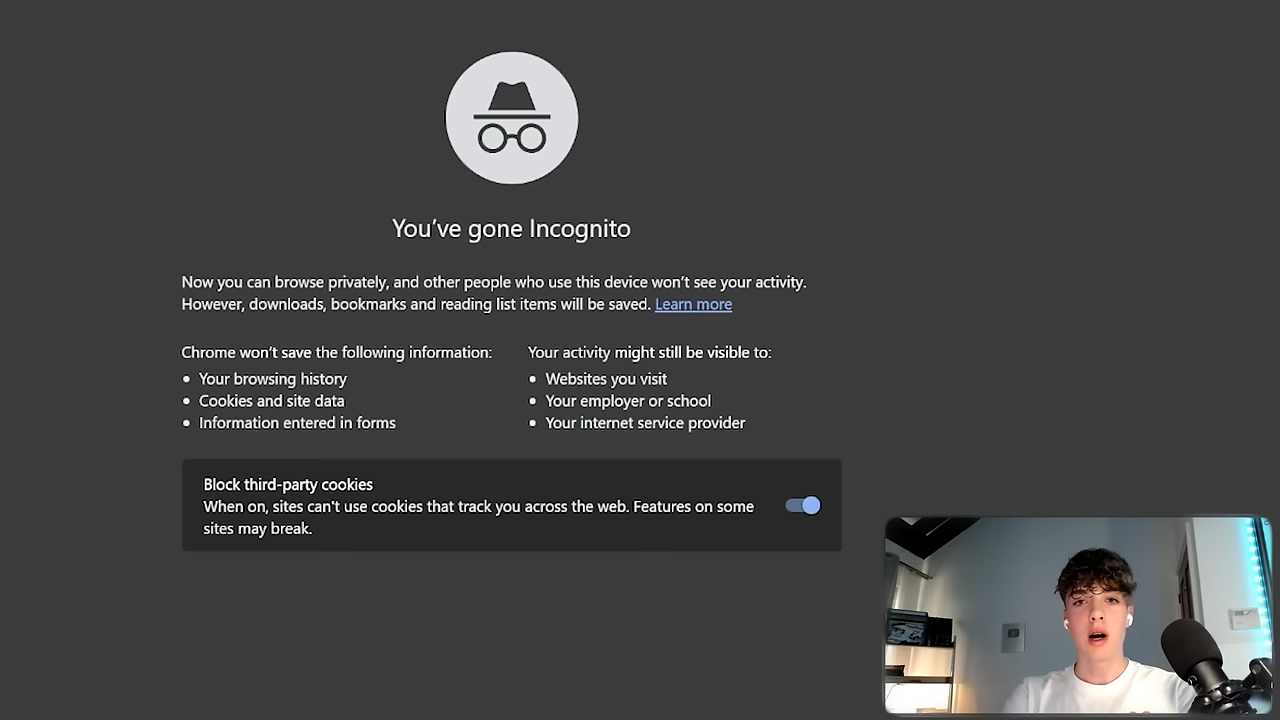 You've gone Incognito
Now you can browse privately, and other people who use this device won't see your activity.
However, downloads, bookmarks and reading list items will be saved. Learn more
Chrome won't save the following information:
• Your browsing history
• Cookies and site data
• Information entered in forms
Your activity might still be visible to:
• Websites you visit
• Your employer or school
• Your internet service provider
Block third-party cookies
When on, sites can't use cookies that track you across the web. Features on some
sites may break.